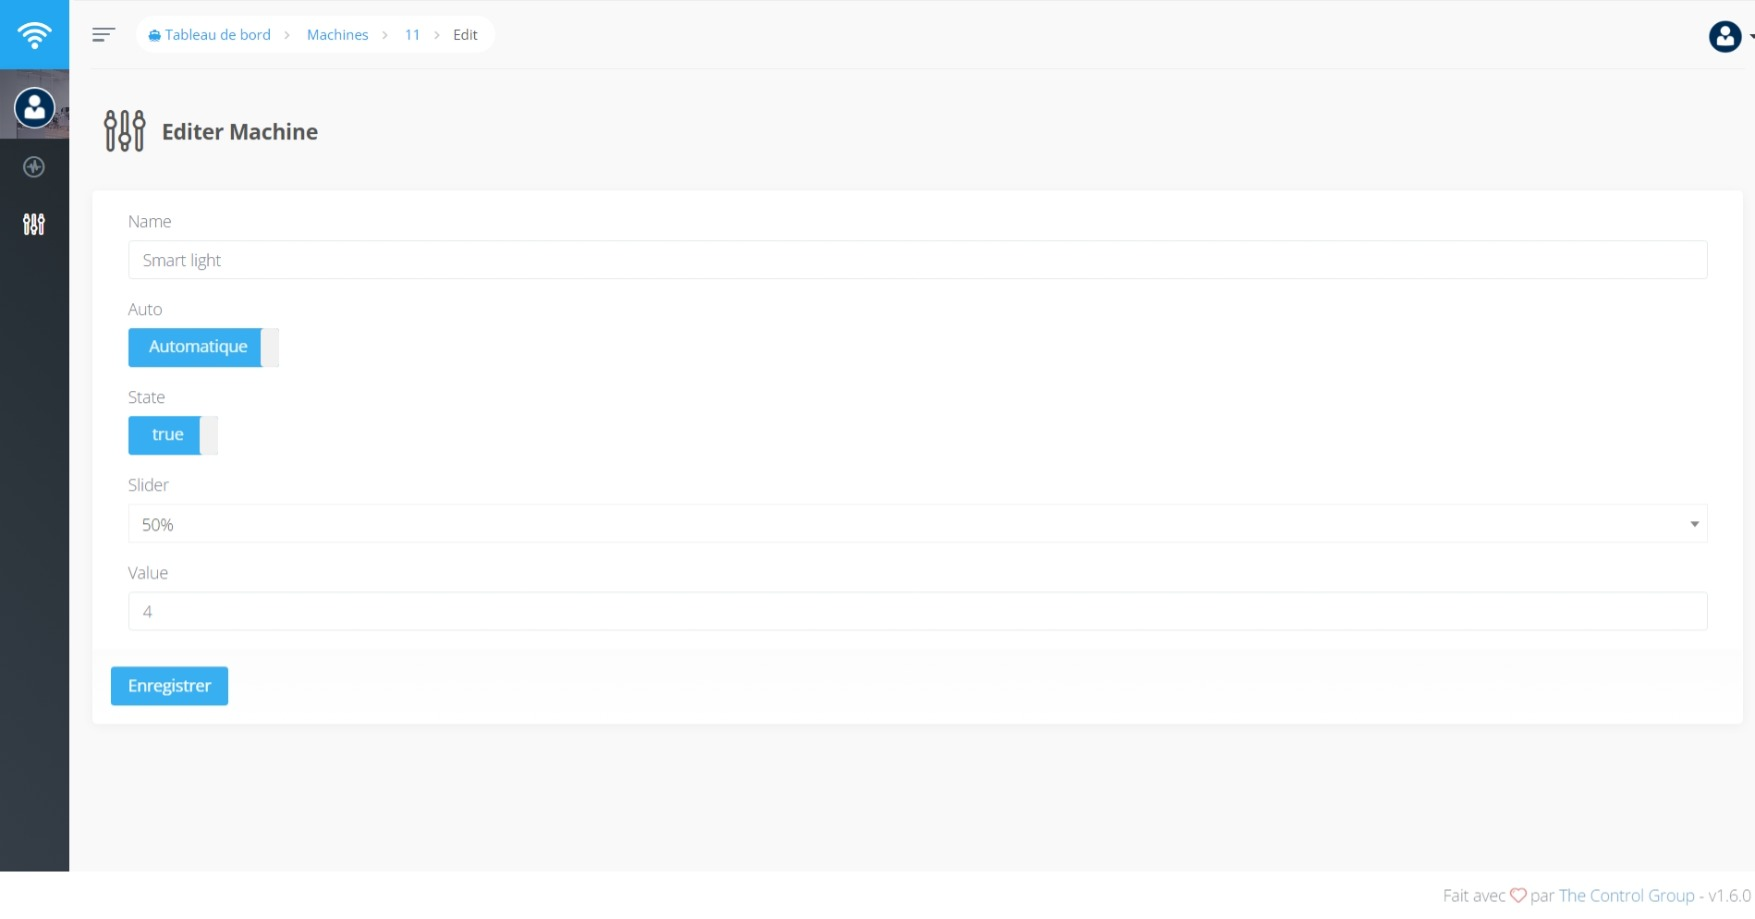 Tableau de bord > Machines > 11 > Edit
Editer Machine
Name
Smart light
Auto
Automatique
State
true
Slider
50%
Value
4
Enregistrer
Fait avec par The Control Group - v1.6.0